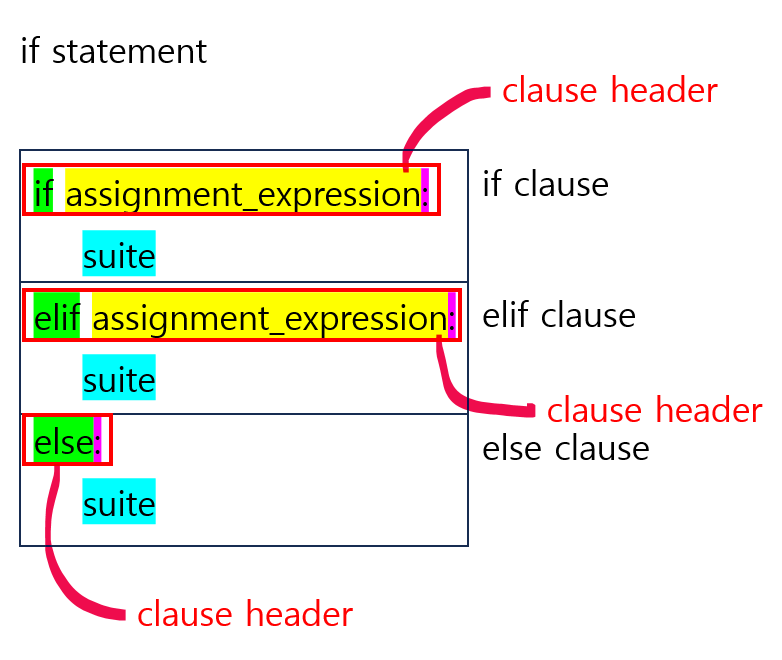 if statement
clause header
if assignment_expression:
if clause
suite
elif assignment_expression:
elif clause
suite
clause header
else:
else clause
suite
clause header